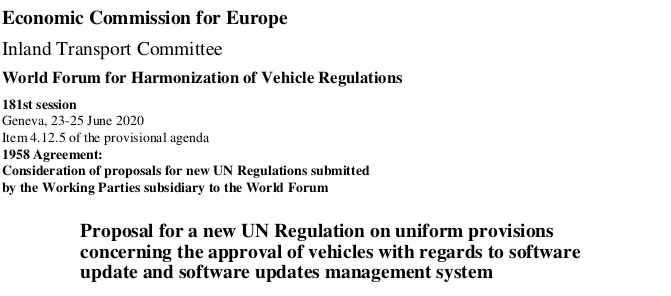 Economic Commission for Europe
Inland Transport Committee
World Forum for Harmonization of Vehicle Regulations
181st session
Geneva, 23-25 June 2020
Item 4.12.5 of the provisional agenda
1958 Agreement:
Consideration of proposals for new UN Regulations submitted
by the Working Parties subsidiary to the World Forum
Proposal for a new UN Regulation on uniform provisions
concerning the approval of vehicles with regards to software
update and software updates management system